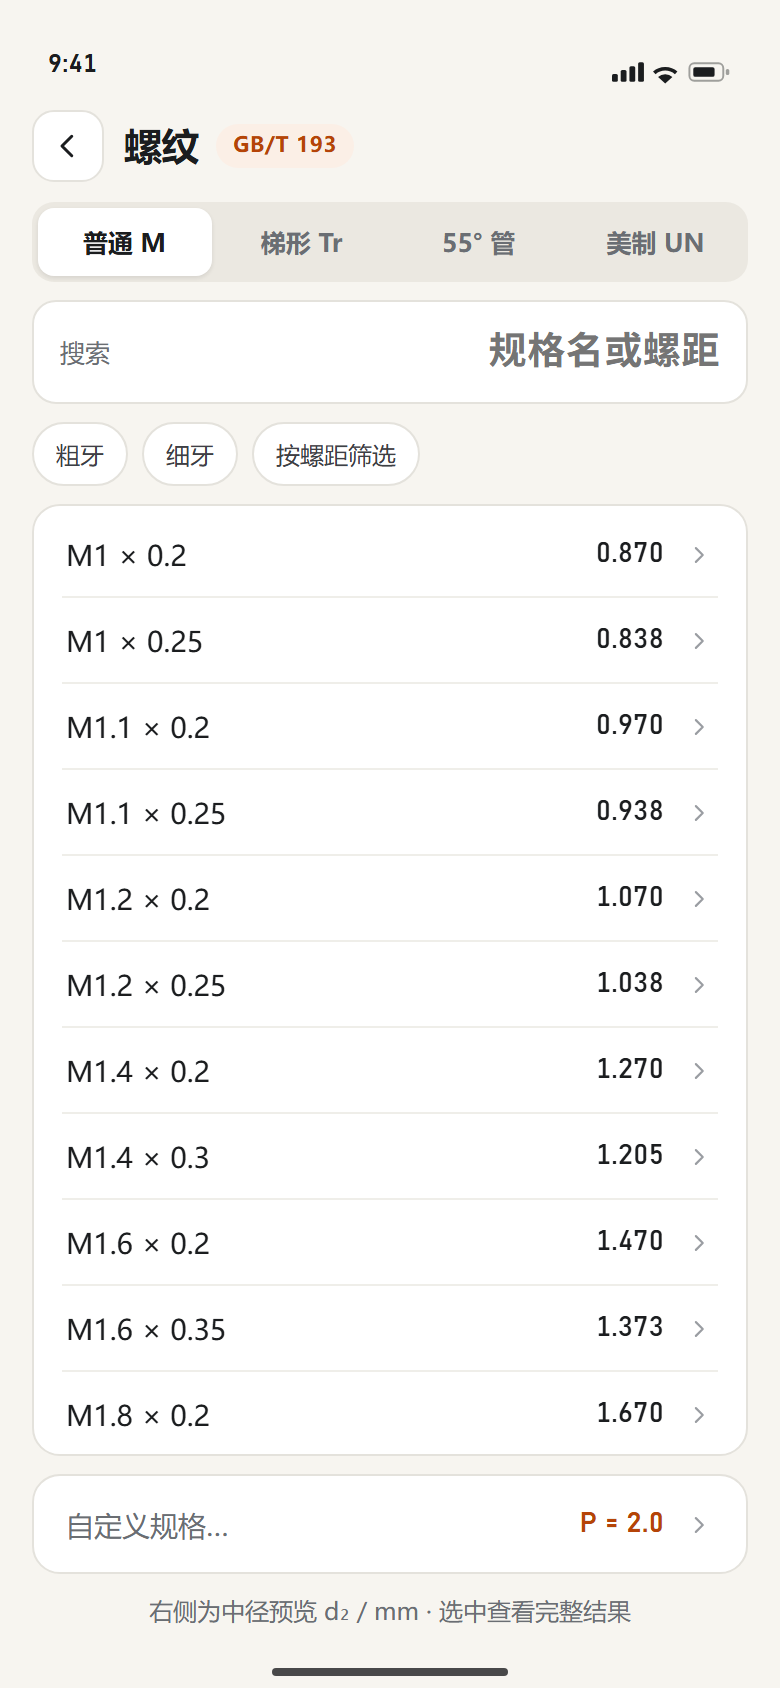 9:41
螺纹 GB/T 193
普通 M 梯形 Tr 55° 管 美制 UN
搜索 规格名或螺距
粗牙 细牙 按螺距筛选
M1 × 0.2 0.870
M1 × 0.25 0.838
M1.1 × 0.2 0.970
M1.1 × 0.25 0.938
M1.2 × 0.2 1.070
M1.2 × 0.25 1.038
M1.4 × 0.2 1.270
M1.4 × 0.3 1.205
M1.6 × 0.2 1.470
M1.6 × 0.35 1.373
M1.8 × 0.2 1.670
自定义规格... P = 2.0
右侧为中径预览 d₂ / mm · 选中查看完整结果